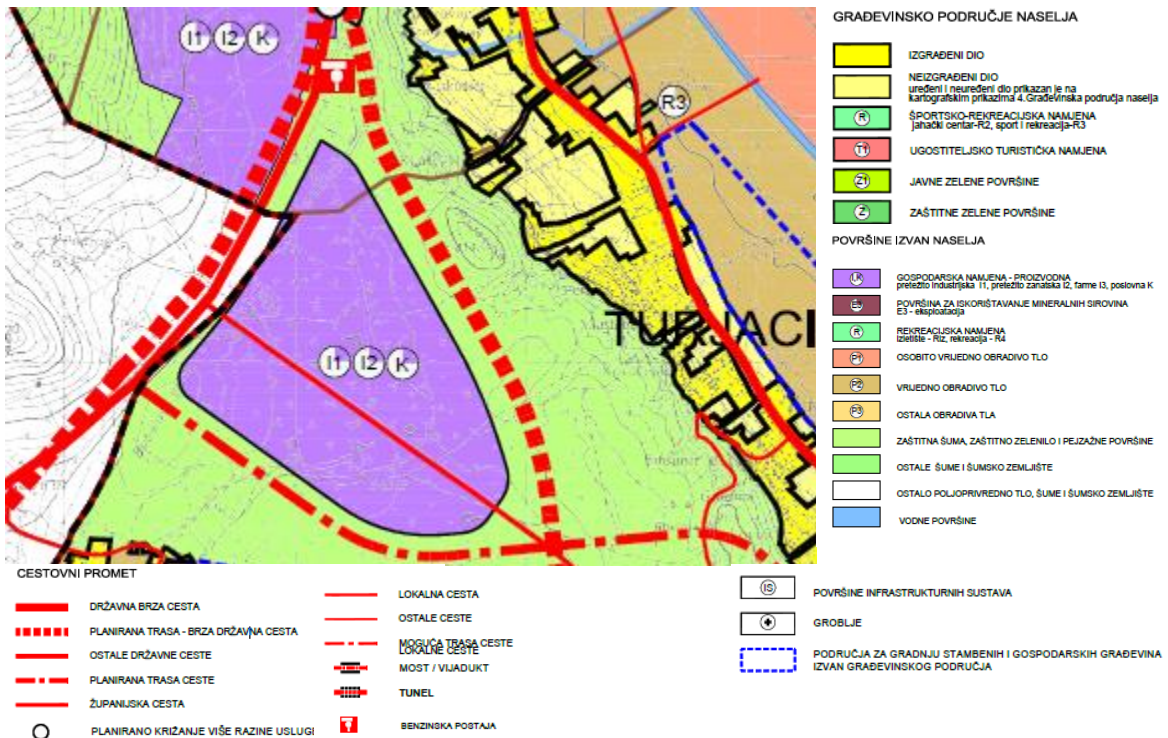 I1 I2 K
R3
TURJACI
I1 I2 K
GRAĐEVINSKO PODRUČJE NASELJA
IZGRAĐENI DIO
NEIZGRAĐENI DIO
uređeni i neuređeni dio prikazan je na
kartografskim prikazima 4.Građevinska područja naselja
R ŠPORTSKO-REKREACIJSKA NAMJENA
jahački centar-R2, sport i rekreacija-R3
T1 UGOSTITELJSKO TURISTIČKA NAMJENA
Z1 JAVNE ZELENE POVRŠINE
Z ZAŠTITNE ZELENE POVRŠINE
POVRŠINE IZVAN NASELJA
I,K GOSPODARSKA NAMJENA - PROIZVODNA
pretežito industrijska I1, pretežito zanatska I2, farme I3, poslovna K
E3 POVRŠINA ZA ISKORIŠTAVANJE MINERALNIH SIROVINA
E3 - eksploatacija
R REKREACIJSKA NAMJENA
Izletište - Riz, rekreacija - R4
P1 OSOBITO VRIJEDNO OBRADIVO TLO
P2 VRIJEDNO OBRADIVO TLO
P3 OSTALA OBRADIVA TLA
ZAŠTITNA ŠUMA, ZAŠTITNO ZELENILO I PEJZAŽNE POVRŠINE
OSTALE ŠUME I ŠUMSKO ZEMLJIŠTE
OSTALO POLJOPRIVREDNO TLO, ŠUME I ŠUMSKO ZEMLJIŠTE
VODNE POVRŠINE
CESTOVNI PROMET
DRŽAVNA BRZA CESTA
PLANIRANA TRASA - BRZA DRŽAVNA CESTA
OSTALE DRŽAVNE CESTE
PLANIRANA TRASA CESTE
ŽUPANIJSKA CESTA
PLANIRANO KRIŽANJE VIŠE RAZINE USLUGE
LOKALNA CESTA
OSTALE CESTE
MOGUĆA TRASA CESTE
LOKALNE CESTE
MOST / VIJADUKT
TUNEL
BENZINSKA POSTAJA
IS POVRŠINE INFRASTRUKTURNIH SUSTAVA
GROBLJE
PODRUČJA ZA GRADNJU STAMBENIH I GOSPODARSKIH GRAĐEVINA
IZVAN GRAĐEVINSKOG PODRUČJA